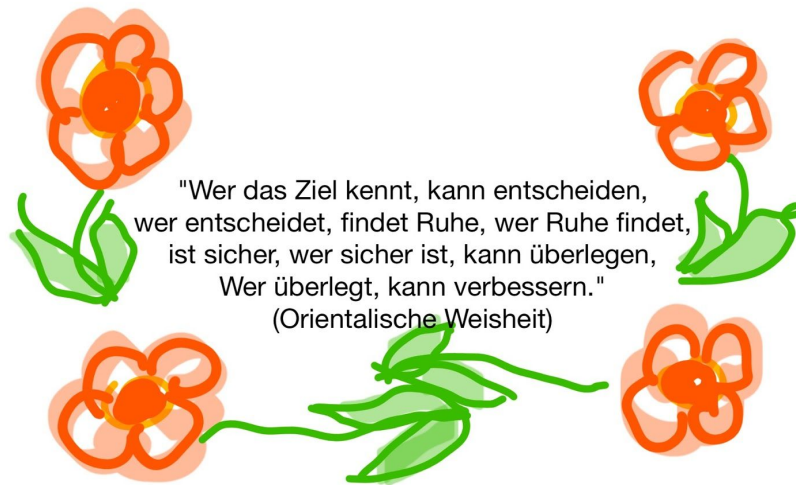 "Wer das Ziel kennt, kann entscheiden,
wer entscheidet, findet Ruhe, wer Ruhe findet,
ist sicher, wer sicher ist, kann überlegen,
Wer überlegt, kann verbessern."
(Orientalische Weisheit)